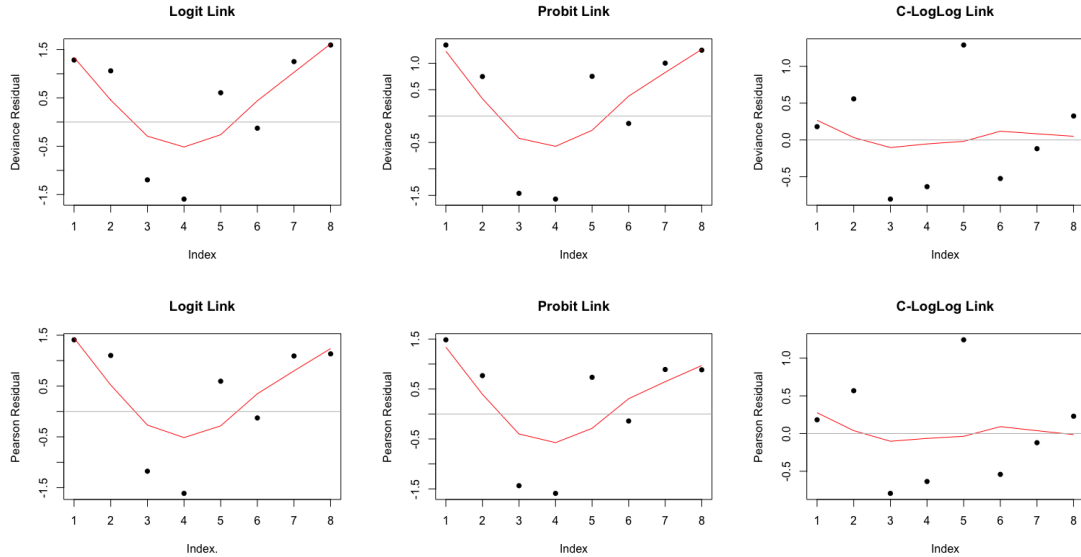 Logit Link
Probit Link
C-LogLog Link
Deviance Residual
-1.5
-0.5
0.5
1.5
1 2 3 4 5 6 7 8
Index
Deviance Residual
-1.5
-0.5
0.5
1.0
1 2 3 4 5 6 7 8
Index
Deviance Residual
-0.5
0.0
0.5
1.0
1 2 3 4 5 6 7 8
Index
Logit Link
Probit Link
C-LogLog Link
Pearson Residual
-1.5
-0.5
0.5
1.5
1 2 3 4 5 6 7 8
Index.
Pearson Residual
-1.5
-0.5
0.5
1.5
1 2 3 4 5 6 7 8
Index
Pearson Residual
-0.5
0.0
0.5
1.0
1 2 3 4 5 6 7 8
Index